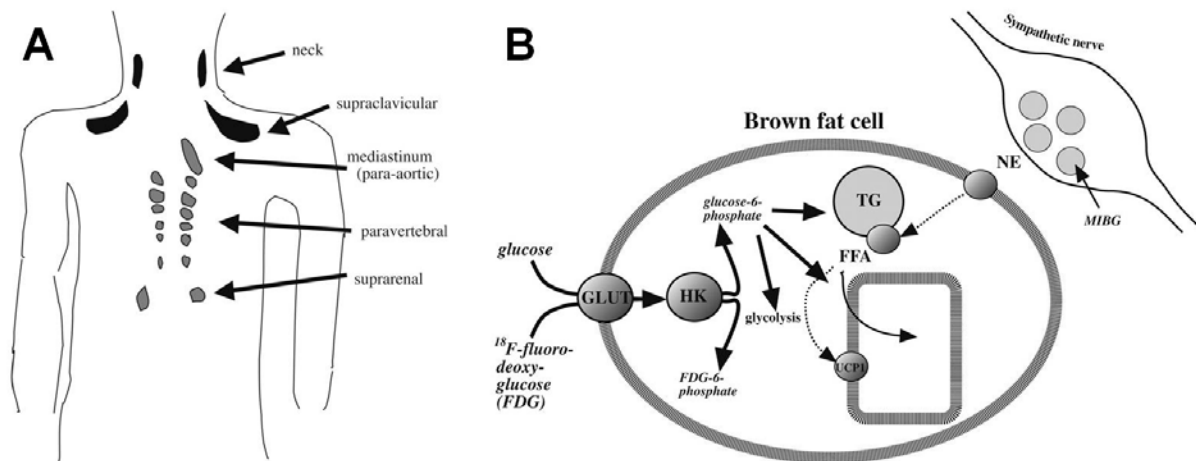 A
neck
supraclavicular
mediastinum
(para-aortic)
paravertebral
suprarenal
B
Sympathetic nerve
MIBG
Brown fat cell
NE
TG
glucose-6-
phosphate
FFA
glucose
GLUT
HK
glycolysis
UCP1
18F-fluoro-
deoxy-
glucose
(FDG)
FDG-6-
phosphate